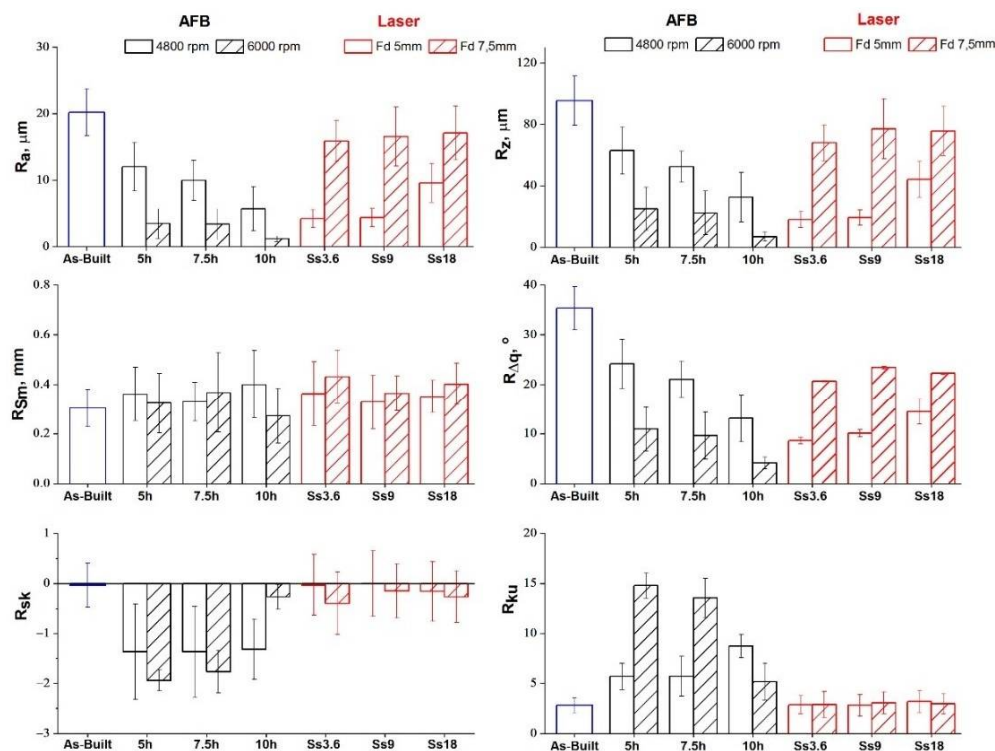 AFB Laser
4800 rpm 6000 rpm Fd 5mm Fd 7,5mm
30
20
10
0
Ra, μm
As-Built 5h 7.5h 10h Ss3.6 Ss9 Ss18
AFB Laser
4800 rpm 6000 rpm Fd 5mm Fd 7,5mm
120
80
40
0
Rz, μm
As-Built 5h 7.5h 10h Ss3.6 Ss9 Ss18
0.8
0.6
0.4
0.2
0.0
RSm, mm
As-Built 5h 7.5h 10h Ss3.6 Ss9 Ss18
40
30
20
10
0
RΔq, °
As-Built 5h 7.5h 10h Ss3.6 Ss9 Ss18
1
0
−1
−2
−3
Rsk
As-Built 5h 7.5h 10h Ss3.6 Ss9 Ss18
20
15
10
5
0
Rku
As-Built 5h 7.5h 10h Ss3.6 Ss9 Ss18